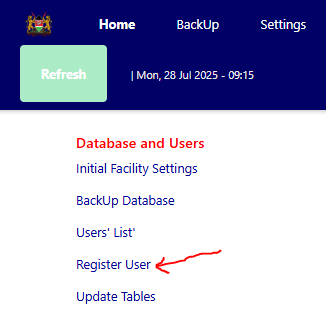 Home BackUp Settings
Refresh | Mon, 28 Jul 2025 - 09:15
Database and Users
Initial Facility Settings
BackUp Database
Users' List'
Register User
Update Tables